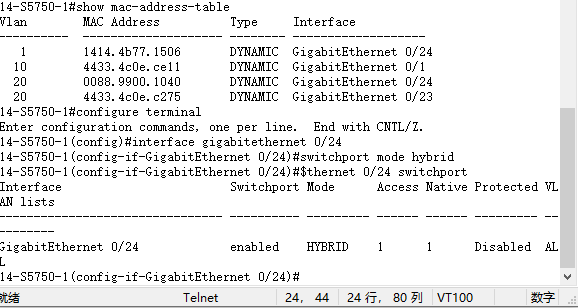 14-S5750-1#show mac-address-table
Vlan        MAC Address          Type     Interface
----------  -------------------- -------- -------------------
   1        1414.4b77.1506       DYNAMIC  GigabitEthernet 0/24
  10        4433.4c0e.ce11       DYNAMIC  GigabitEthernet 0/1
  20        0088.9900.1040       DYNAMIC  GigabitEthernet 0/24
  20        4433.4c0e.c275       DYNAMIC  GigabitEthernet 0/23
14-S5750-1#configure terminal
Enter configuration commands, one per line.  End with CNTL/Z.
14-S5750-1(config)#interface gigabitethernet 0/24
14-S5750-1(config-if-GigabitEthernet 0/24)#switchport mode hybrid
14-S5750-1(config-if-GigabitEthernet 0/24)#$thernet 0/24 switchport
Interface                        Switchport Mode      Access Native Protected VL
AN lists
-------------------------------- ---------- --------- ------ ------ --------- --
--------
GigabitEthernet 0/24             enabled    HYBRID    1      1      Disabled  AL
L
14-S5750-1(config-if-GigabitEthernet 0/24)#
就绪 Telnet 24, 44 24 行, 80 列 VT100 数字